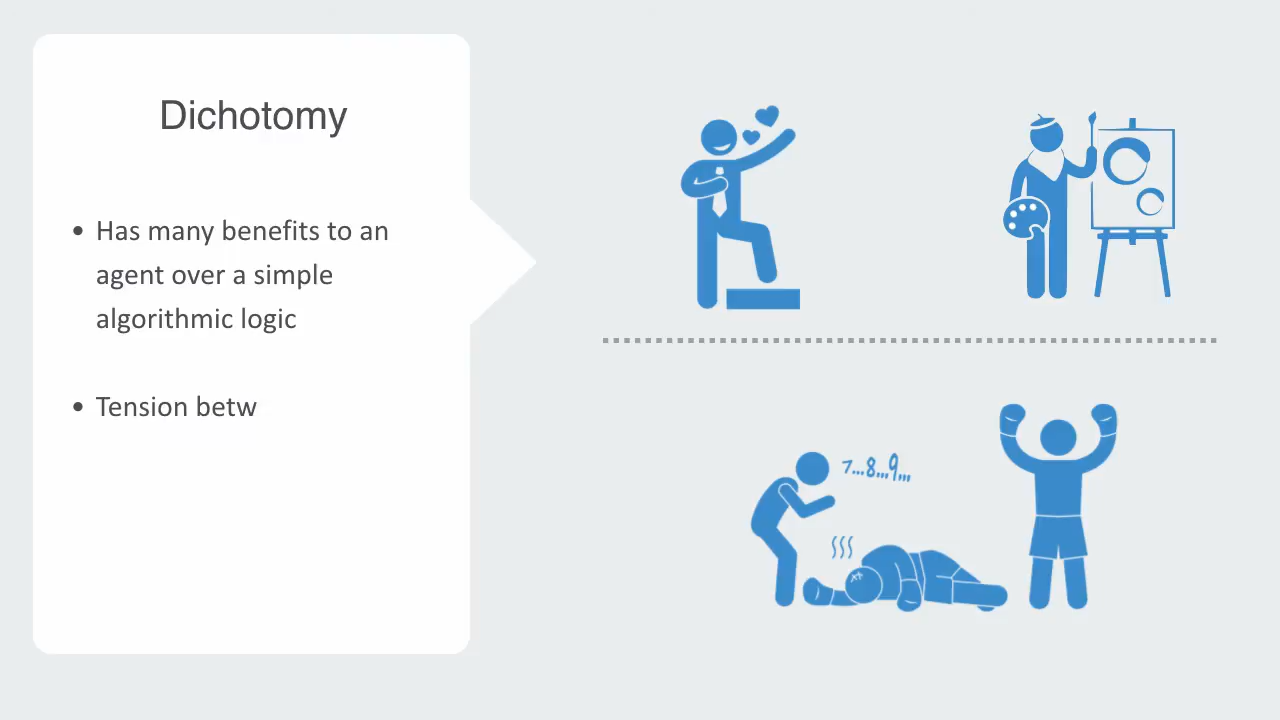 Dichotomy
• Has many benefits to an
agent over a simple
algorithmic logic
• Tension betw
7...8...9...